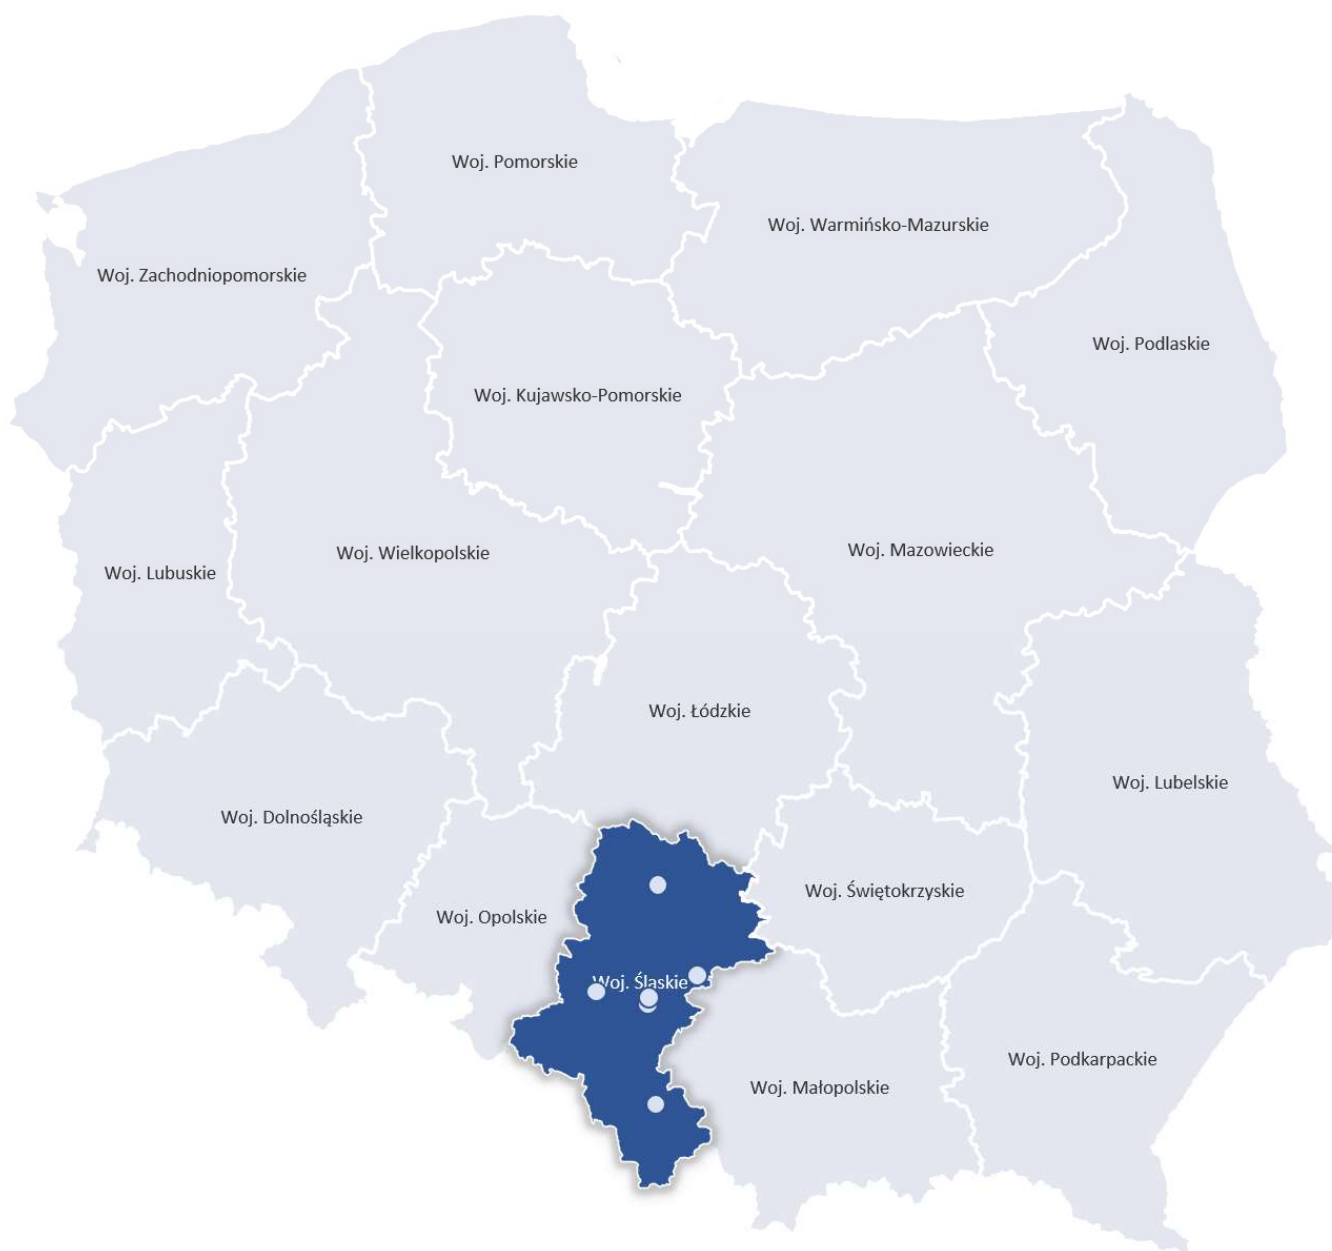 Woj. Pomorskie
Woj. Warmińsko-Mazurskie
Woj. Zachodniopomorskie
Woj. Podlaskie
Woj. Kujawsko-Pomorskie
Woj. Wielkopolskie
Woj. Mazowieckie
Woj. Lubuskie
Woj. Łódzkie
Woj. Lubelskie
Woj. Dolnośląskie
Woj. Świętokrzyskie
Woj. Opolskie
Woj. Śląskie
Woj. Podkarpackie
Woj. Małopolskie